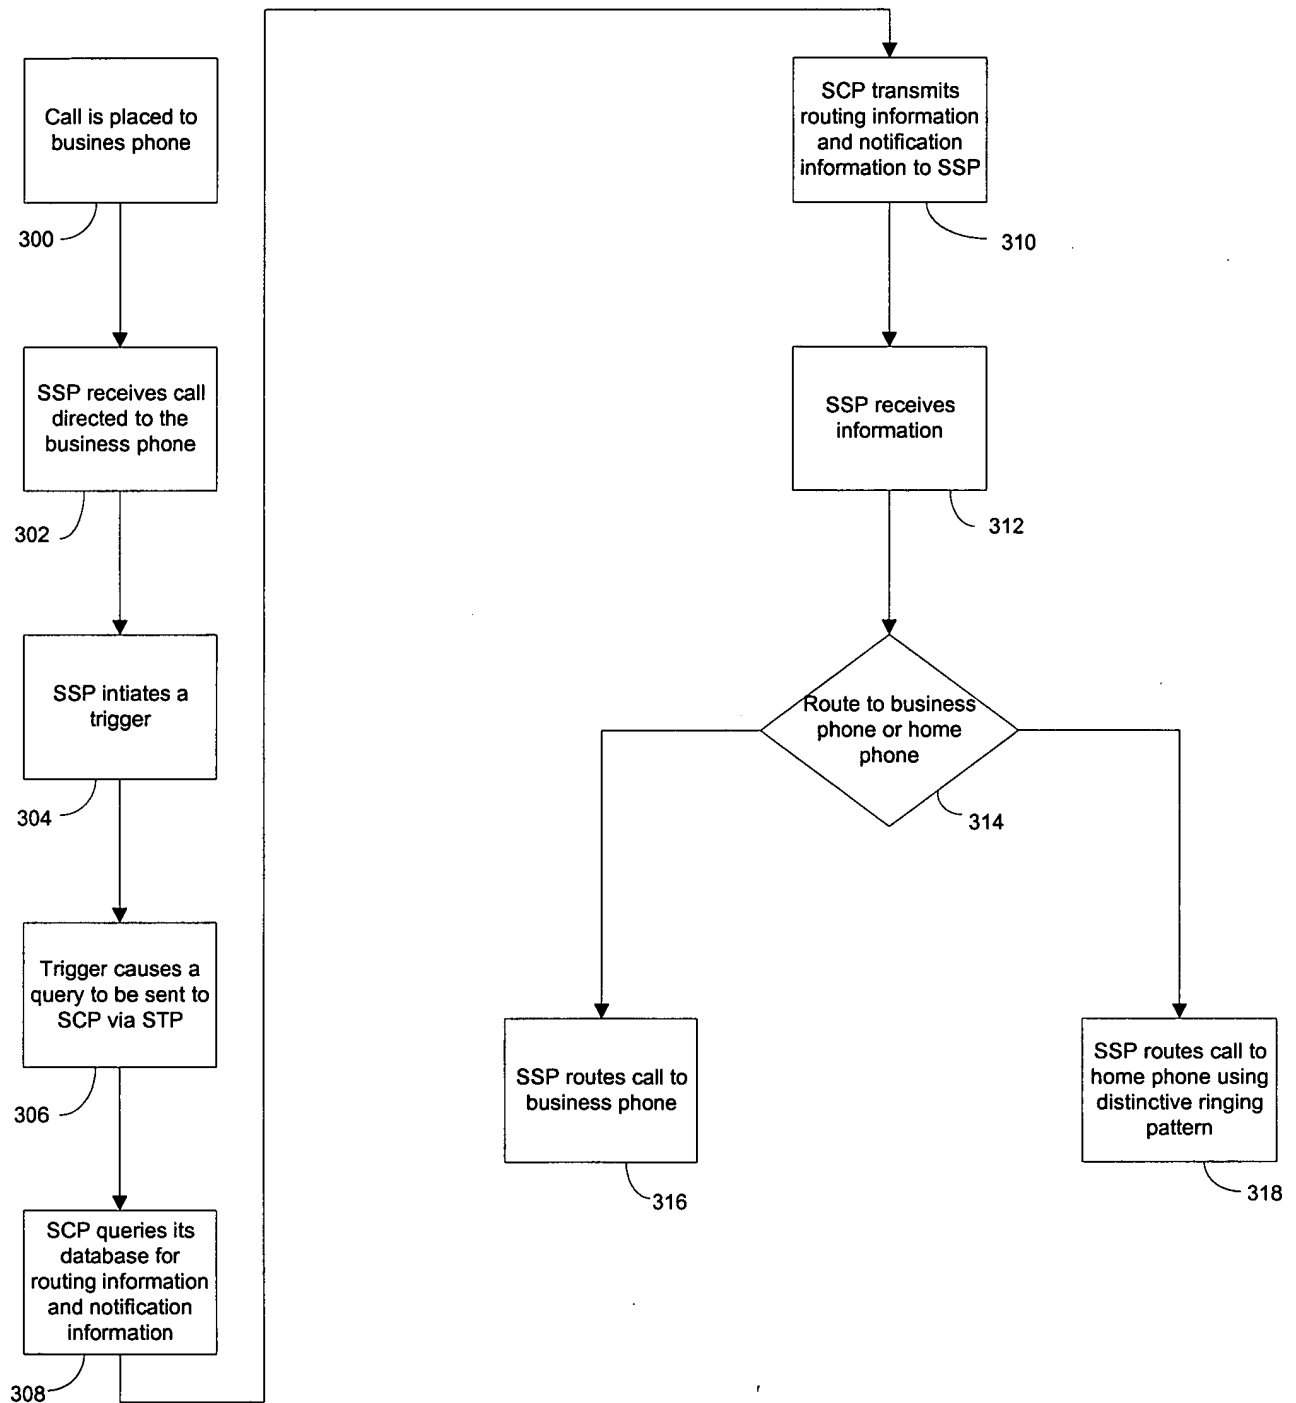 Call is placed to
busines phone
300
SSP receives call
directed to the
business phone
302
SSP intiates a
trigger
304
Trigger causes a
query to be sent to
SCP via STP
306
SCP queries its
database for
routing information
and notification
information
308
SCP transmits
routing information
and notification
information to SSP
310
SSP receives
information
312
Route to business
phone or home
phone
314
SSP routes call to
business phone
316
SSP routes call to
home phone using
distinctive ringing
pattern
318